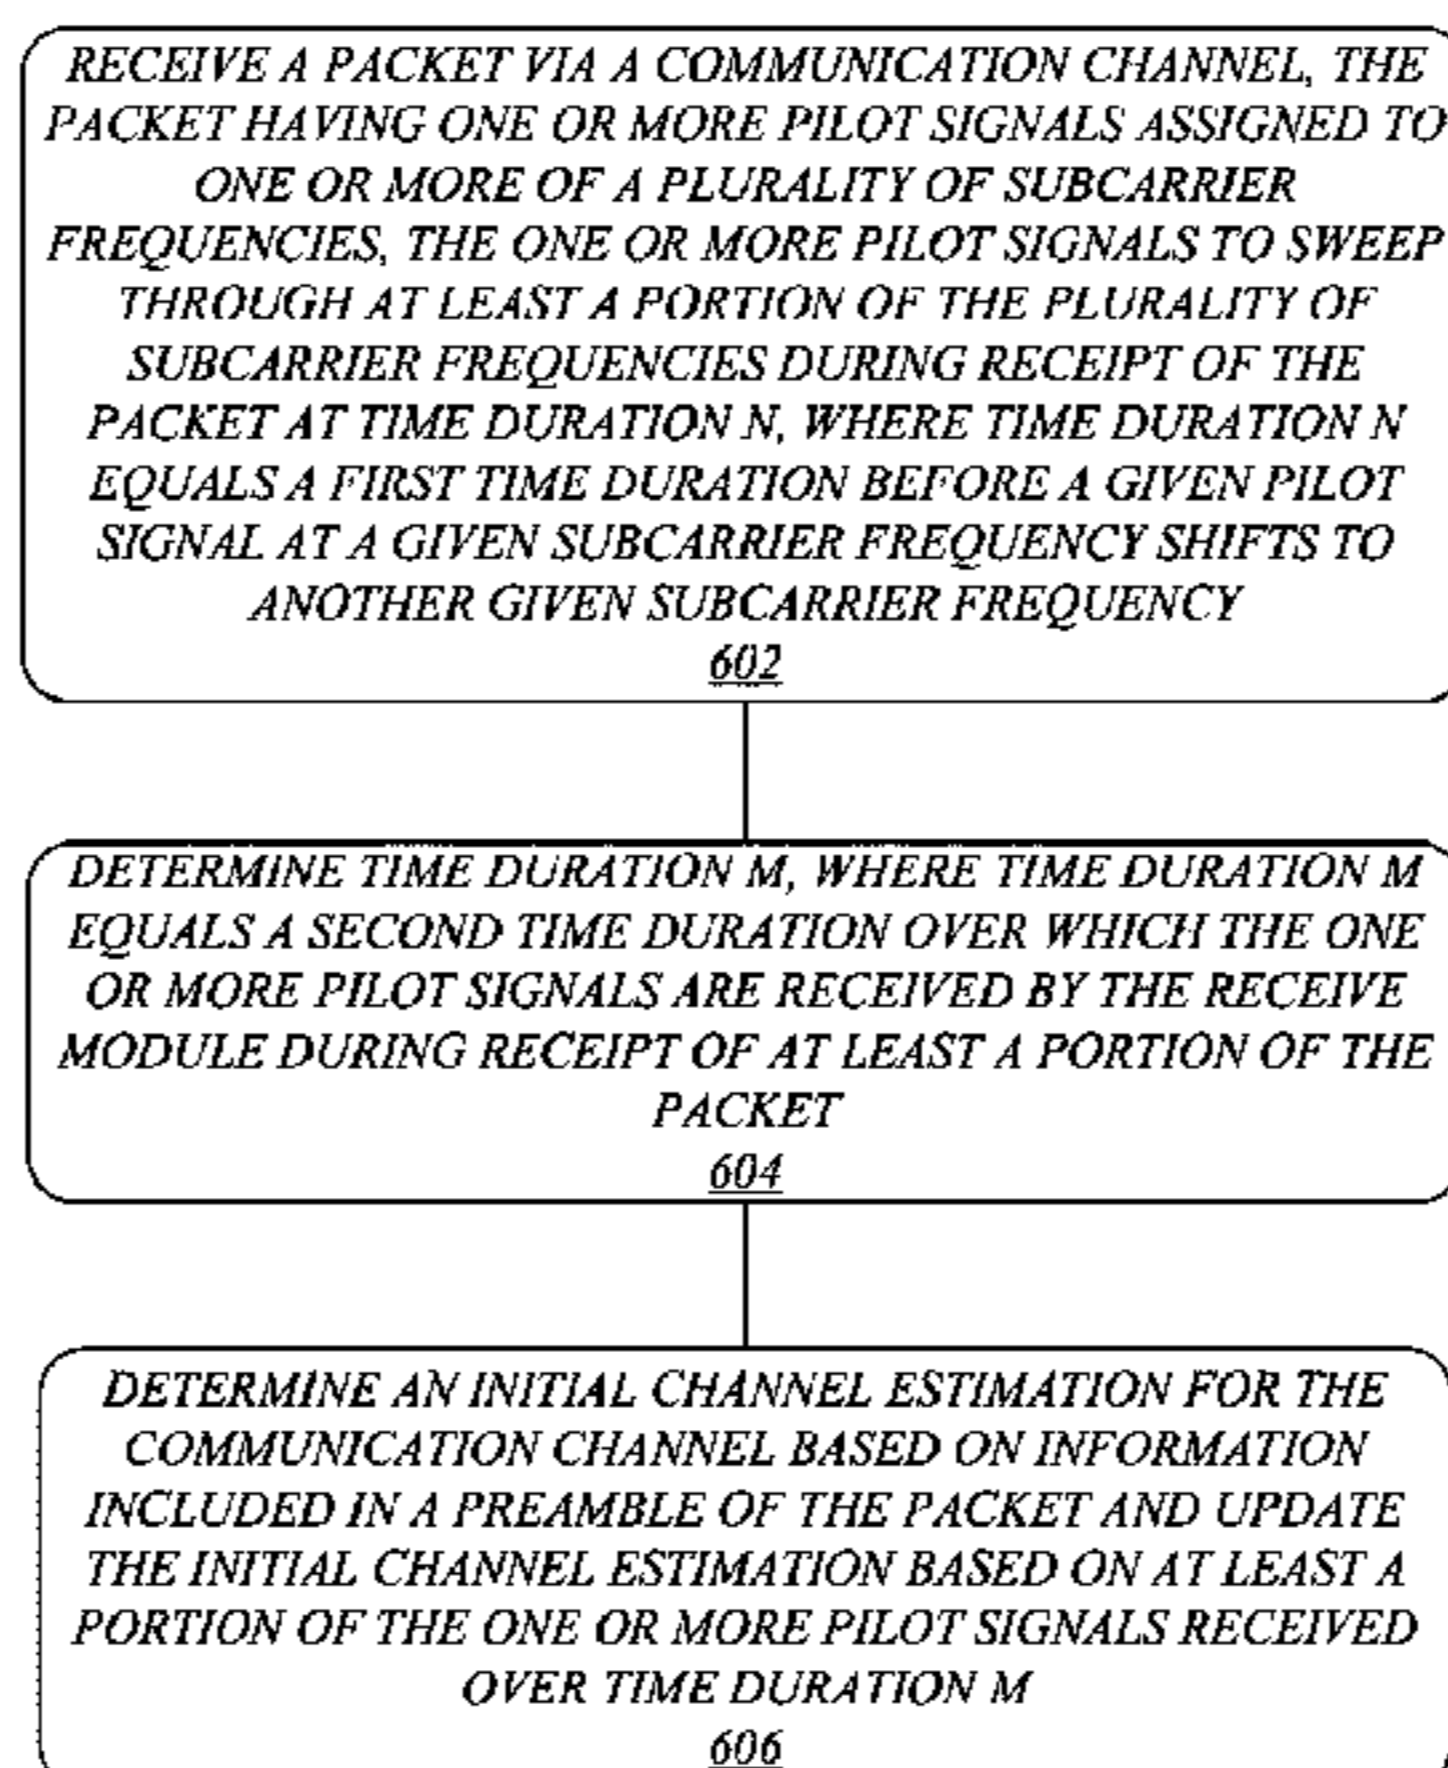 RECEIVE A PACKET VIA A COMMUNICATION CHANNEL, THE
PACKET HAVING ONE OR MORE PILOT SIGNALS ASSIGNED TO
ONE OR MORE OF A PLURALITY OF SUBCARRIER
FREQUENCIES, THE ONE OR MORE PILOT SIGNALS TO SWEEP
THROUGH AT LEAST A PORTION OF THE PLURALITY OF
SUBCARRIER FREQUENCIES DURING RECEIPT OF THE
PACKET AT TIME DURATION N, WHERE TIME DURATION N
EQUALS A FIRST TIME DURATION BEFORE A GIVEN PILOT
SIGNAL AT A GIVEN SUBCARRIER FREQUENCY SHIFTS TO
ANOTHER GIVEN SUBCARRIER FREQUENCY
602
DETERMINE TIME DURATION M, WHERE TIME DURATION M
EQUALS A SECOND TIME DURATION OVER WHICH THE ONE
OR MORE PILOT SIGNALS ARE RECEIVED BY THE RECEIVE
MODULE DURING RECEIPT OF AT LEAST A PORTION OF THE
PACKET
604
DETERMINE AN INITIAL CHANNEL ESTIMATION FOR THE
COMMUNICATION CHANNEL BASED ON INFORMATION
INCLUDED IN A PREAMBLE OF THE PACKET AND UPDATE
THE INITIAL CHANNEL ESTIMATION BASED ON AT LEAST A
PORTION OF THE ONE OR MORE PILOT SIGNALS RECEIVED
OVER TIME DURATION M
606